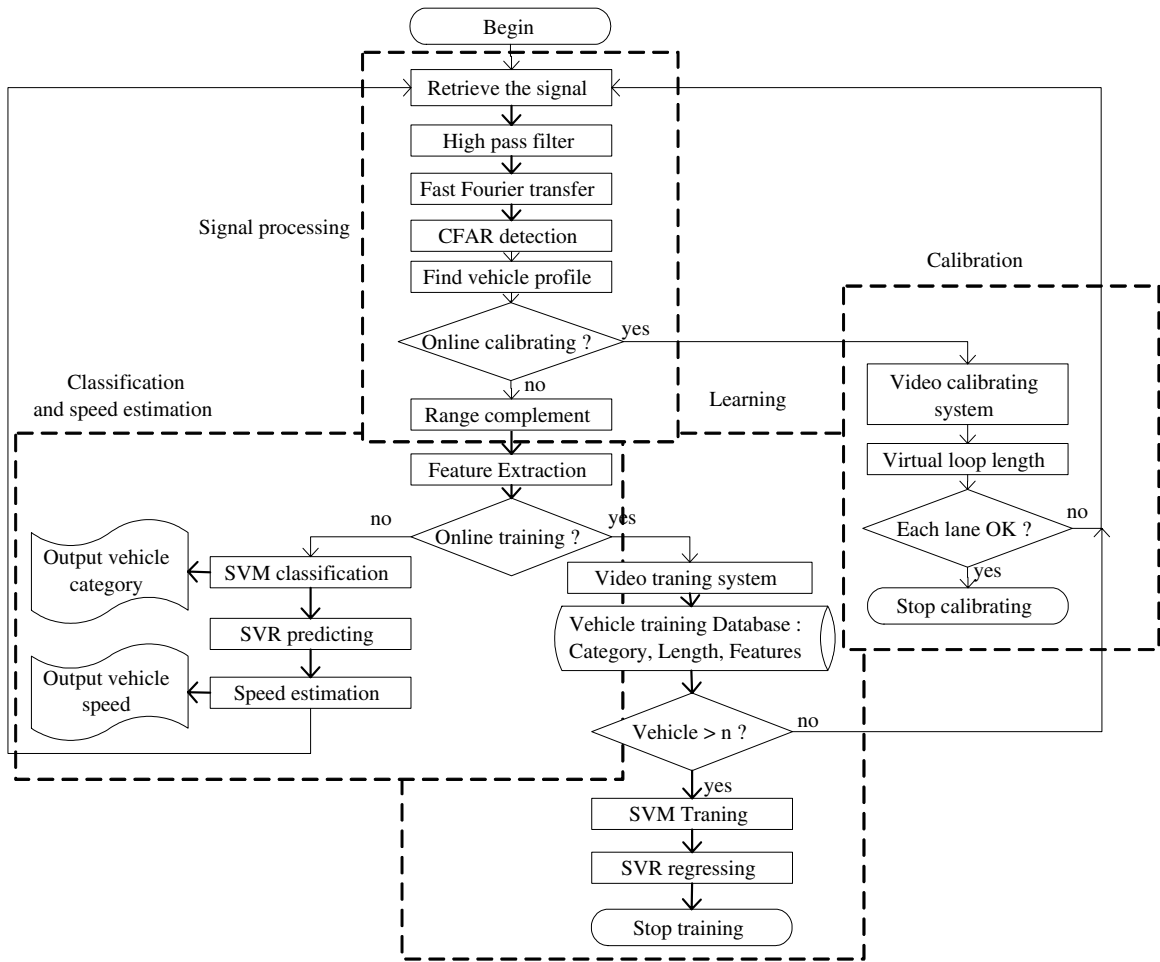 Begin
Retrieve the signal
High pass filter
Fast Fourier transfer
Signal processing
CFAR detection
Find vehicle profile
Calibration
Online calibrating ?
yes
no
Range complement
Classification
and speed estimation
Learning
Video calibrating
system
Virtual loop length
Each lane OK ?
no
yes
Stop calibrating
Feature Extraction
Online training ?
no
yes
Output vehicle
category
SVM classification
SVR predicting
Output vehicle
speed
Speed estimation
Video traning system
Vehicle training Database :
Category, Length, Features
Vehicle > n ?
no
yes
SVM Traning
SVR regressing
Stop training